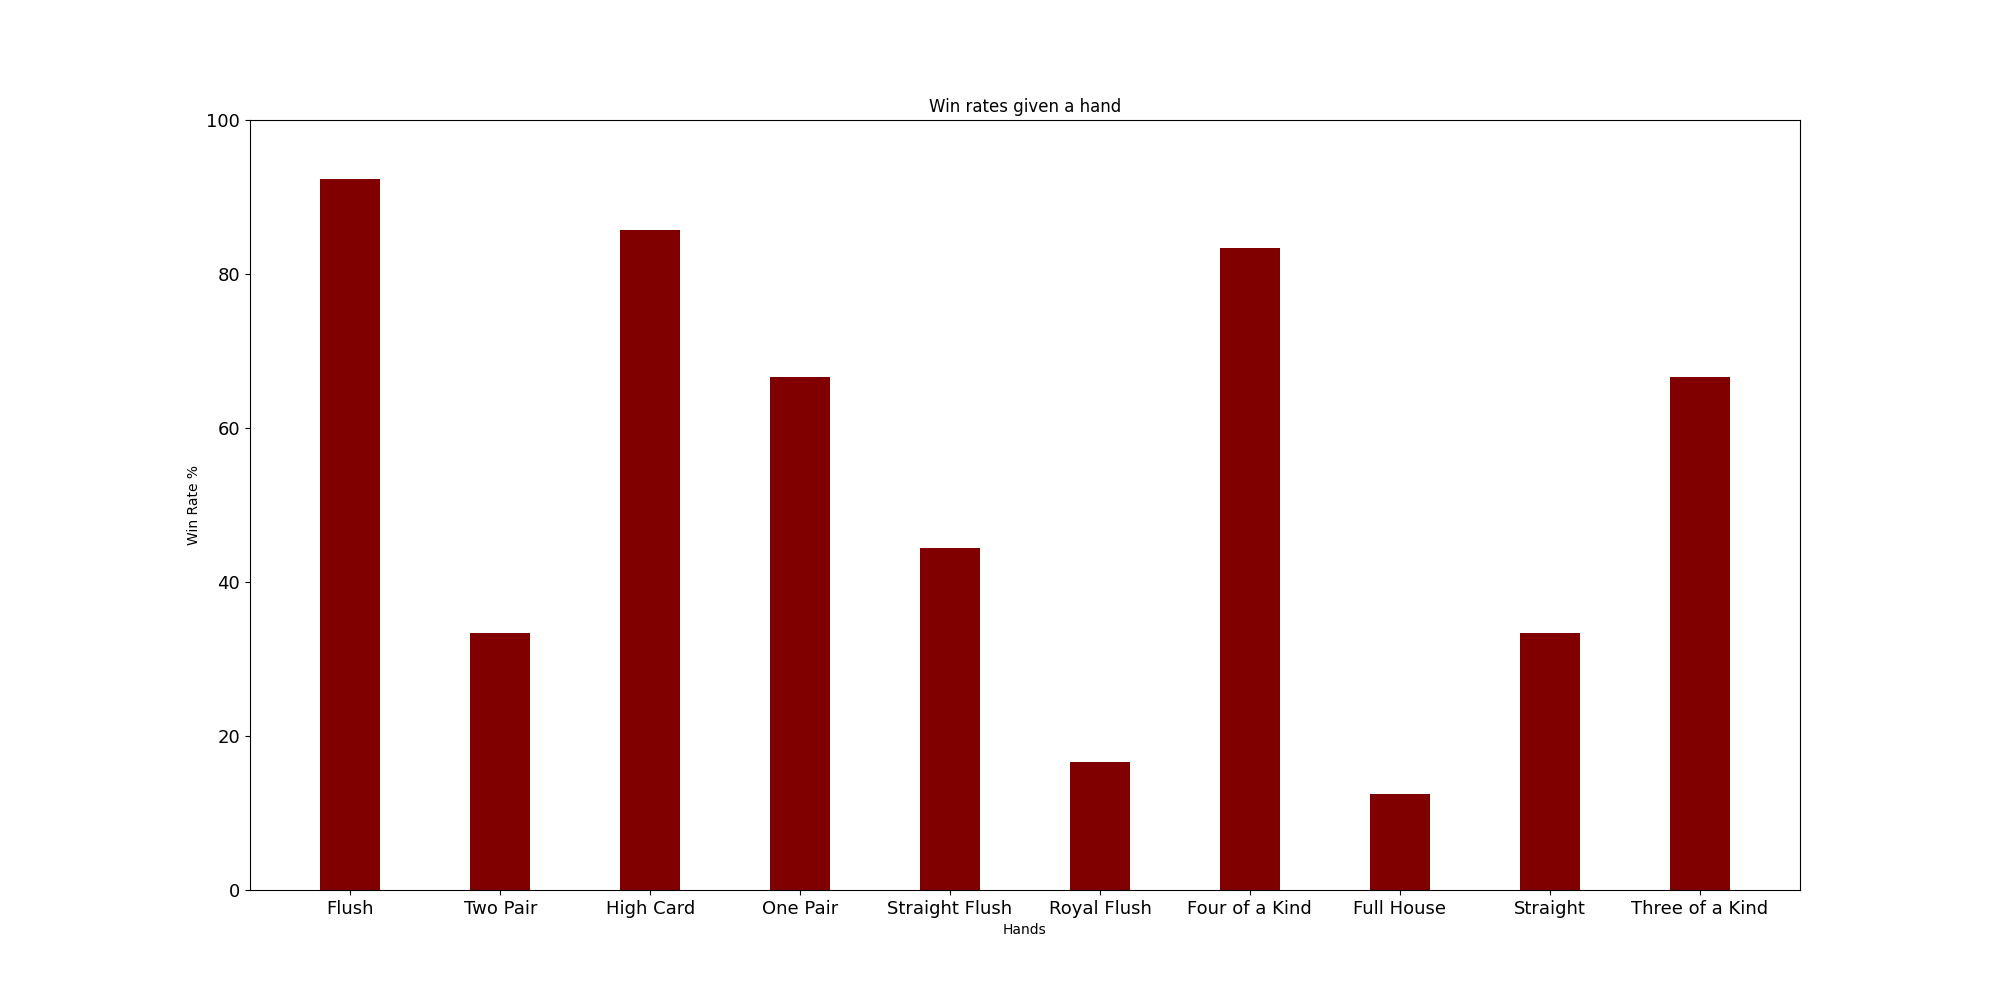 Win rates given a hand
100
80
60
40
20
0
Win Rate %
Flush Two Pair High Card One Pair Straight Flush Royal Flush Four of a Kind Full House Straight Three of a Kind
Hands